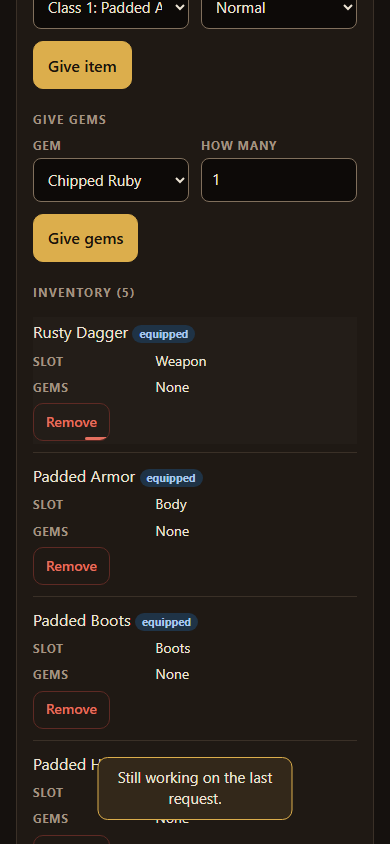 Class 1: Padded A
Normal
Give item
GIVE GEMS
GEM
HOW MANY
Chipped Ruby
1
Give gems
INVENTORY (5)
Rusty Dagger equipped
SLOT Weapon
GEMS None
Remove
Padded Armor equipped
SLOT Body
GEMS None
Remove
Padded Boots equipped
SLOT Boots
GEMS None
Remove
Padded H
Still working on the last
request.
SLOT
GEMS None